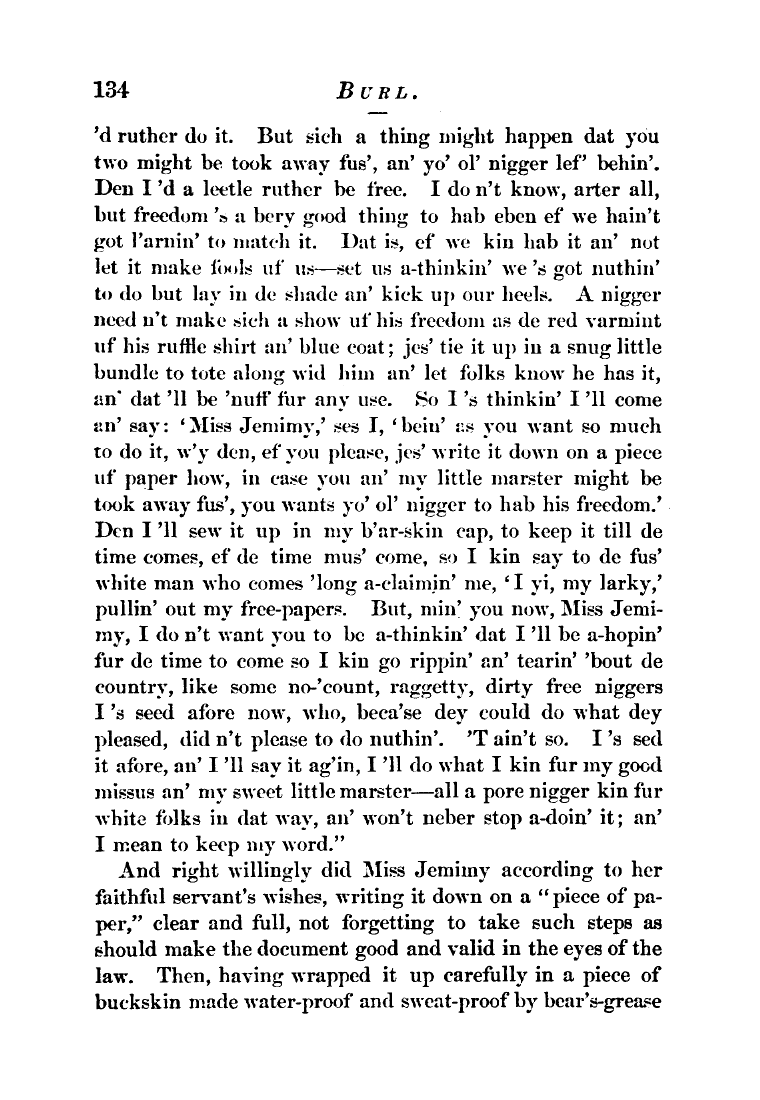 134 BURL.
'd ruther do it. But sich a thing might happen dat you
two might be took away fus', an' yo' ol' nigger lef' behin'.
Den I 'd a leetle ruther be free. I do n't know, arter all,
but freedom 's a bery good thing to hab eben ef we hain't
got l'arnin' to match it. Dat is, ef we kin hab it an' not
let it make fools uf us—set us a-thinkin' we 's got nuthin'
to do but lay in de shade an' kick up our heels. A nigger
need n't make sich a show uf his freedom as de red varmint
uf his ruffle shirt an' blue coat; jes' tie it up in a snug little
bundle to tote along wid him an' let folks know he has it,
an' dat 'll be 'nuff fur any use. So I 's thinkin' I 'll come
an' say: 'Miss Jemimy,' ses I, 'bein' as you want so much
to do it, w'y den, ef you please, jes' write it down on a piece
uf paper how, in case you an' my little marster might be
took away fus', you wants yo' ol' nigger to hab his freedom.'
Den I 'll sew it up in my b'ar-skin cap, to keep it till de
time comes, ef de time mus' come, so I kin say to de fus'
white man who comes 'long a-claimin' me, 'I yi, my larky,'
pullin' out my free-papers. But, min' you now, Miss Jemi-
my, I do n't want you to be a-thinkin' dat I 'll be a-hopin'
fur de time to come so I kin go rippin' an' tearin' 'bout de
country, like some no-'count, raggetty, dirty free niggers
I 's seed afore now, who, beca'se dey could do what dey
pleased, did n't please to do nuthin'. 'T ain't so. I 's sed
it afore, an' I 'll say it ag'in, I 'll do what I kin fur my good
missus an' my sweet little marster—all a pore nigger kin fur
white folks in dat way, an' won't neber stop a-doin' it; an'
I mean to keep my word."
And right willingly did Miss Jemimy according to her
faithful servant's wishes, writing it down on a "piece of pa-
per," clear and full, not forgetting to take such steps as
should make the document good and valid in the eyes of the
law. Then, having wrapped it up carefully in a piece of
buckskin made water-proof and sweat-proof by bear's-grease